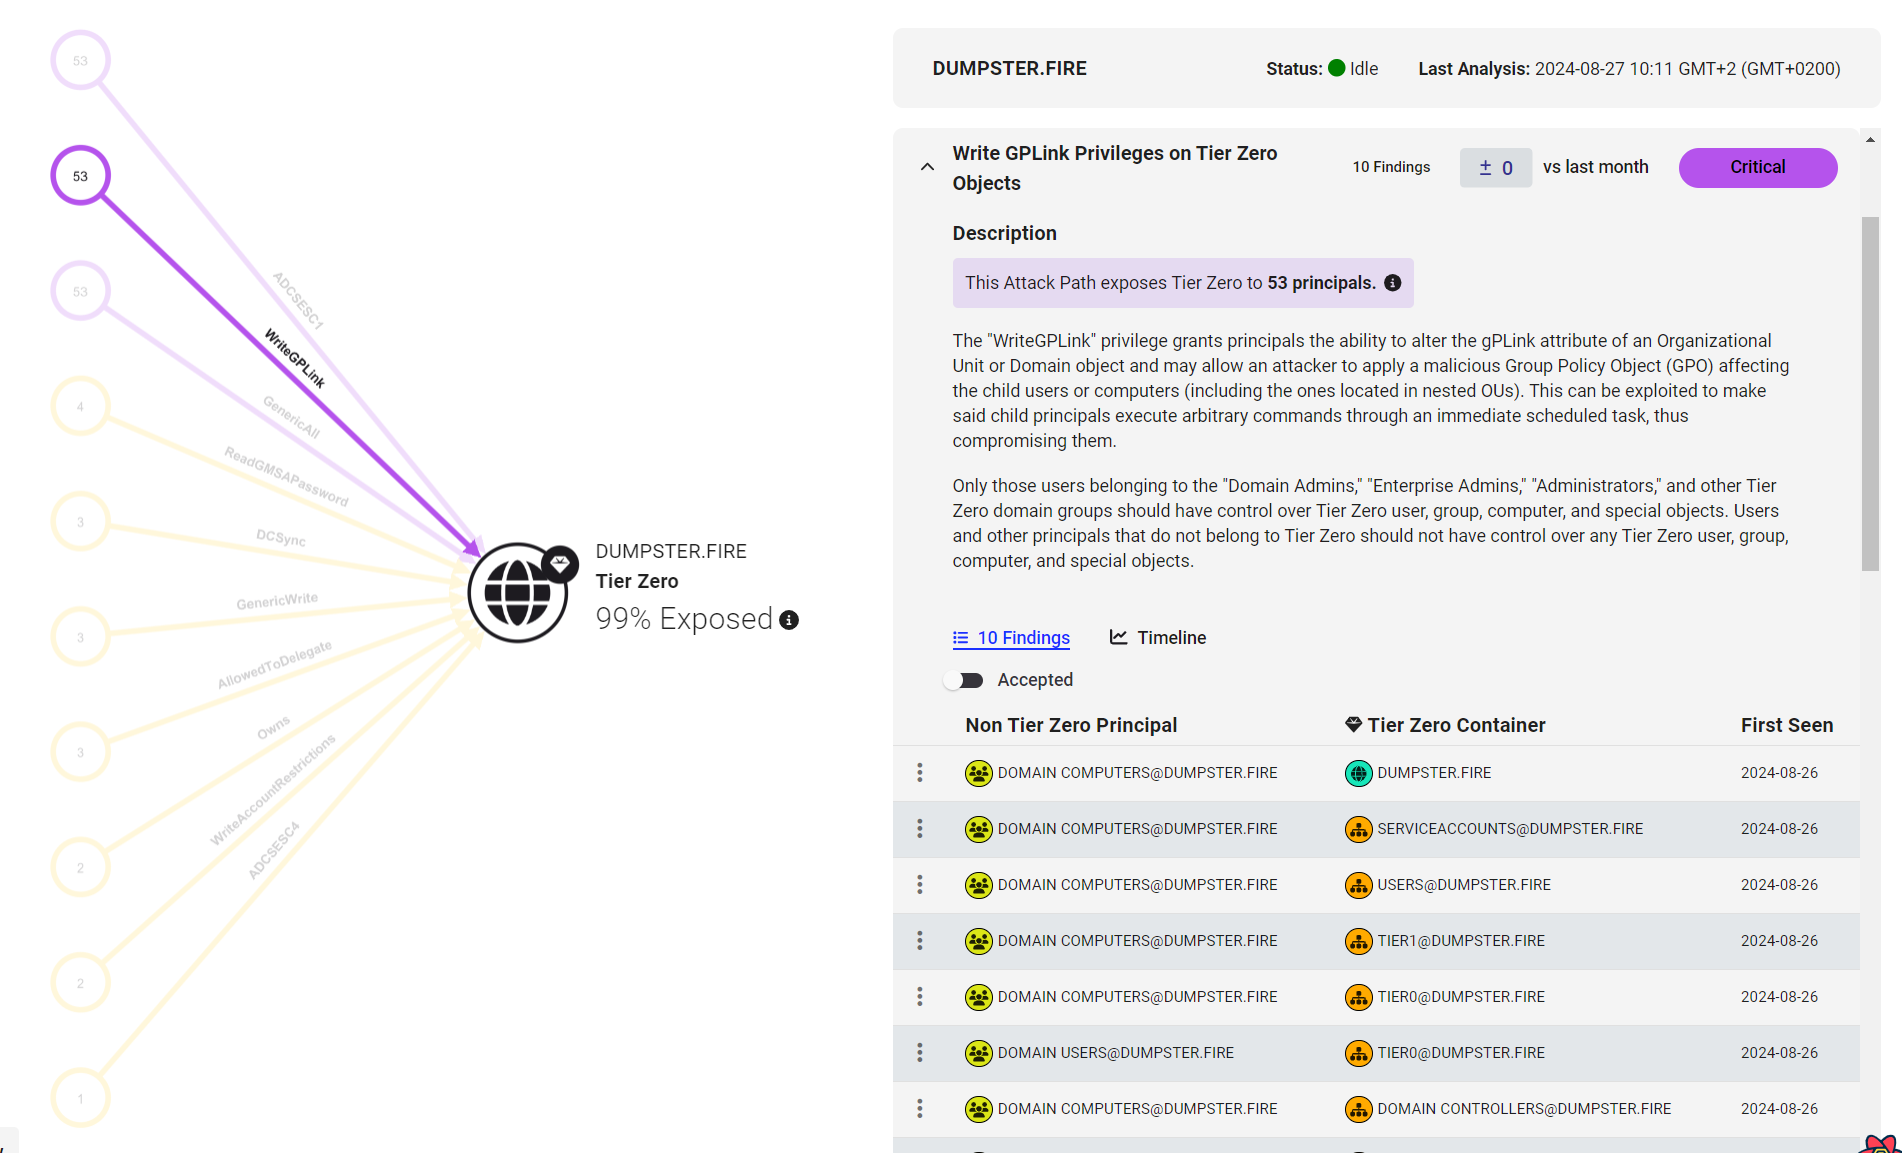 53
53
53
4
3
3
3
2
2
1
ADCSESC1
WriteGPLink
GenericAll
ReadGMSAPassword
DCSync
GenericWrite
AllowedToDelegate
Owns
WriteAccountRestrictions
ADCSESC4
DUMPSTER.FIRE
Tier Zero
99% Exposed
DUMPSTER.FIRE
Status: Idle
Last Analysis: 2024-08-27 10:11 GMT+2 (GMT+0200)
Write GPLink Privileges on Tier Zero
Objects
10 Findings
± 0
vs last month
Critical
Description
This Attack Path exposes Tier Zero to 53 principals.
The "WriteGPLink" privilege grants principals the ability to alter the gPLink attribute of an Organizational
Unit or Domain object and may allow an attacker to apply a malicious Group Policy Object (GPO) affecting
the child users or computers (including the ones located in nested OUs). This can be exploited to make
said child principals execute arbitrary commands through an immediate scheduled task, thus
compromising them.
Only those users belonging to the "Domain Admins," "Enterprise Admins," "Administrators," and other Tier
Zero domain groups should have control over Tier Zero user, group, computer, and special objects. Users
and other principals that do not belong to Tier Zero should not have control over any Tier Zero user, group,
computer, and special objects.
10 Findings
Timeline
Accepted
Non Tier Zero Principal Tier Zero Container First Seen
DOMAIN COMPUTERS@DUMPSTER.FIRE DUMPSTER.FIRE 2024-08-26
DOMAIN COMPUTERS@DUMPSTER.FIRE SERVICEACCOUNTS@DUMPSTER.FIRE 2024-08-26
DOMAIN COMPUTERS@DUMPSTER.FIRE USERS@DUMPSTER.FIRE 2024-08-26
DOMAIN COMPUTERS@DUMPSTER.FIRE TIER1@DUMPSTER.FIRE 2024-08-26
DOMAIN COMPUTERS@DUMPSTER.FIRE TIER0@DUMPSTER.FIRE 2024-08-26
DOMAIN USERS@DUMPSTER.FIRE TIER0@DUMPSTER.FIRE 2024-08-26
DOMAIN COMPUTERS@DUMPSTER.FIRE DOMAIN CONTROLLERS@DUMPSTER.FIRE 2024-08-26